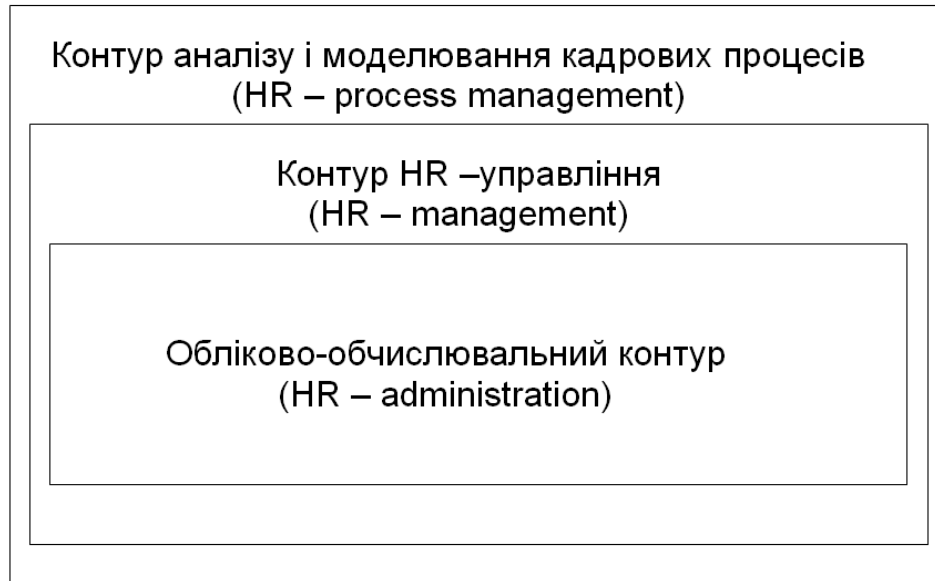 Контур аналізу і моделювання кадрових процесів
(HR – process management)
Контур HR –управління
(HR – management)
Обліково-обчислювальний контур
(HR – administration)